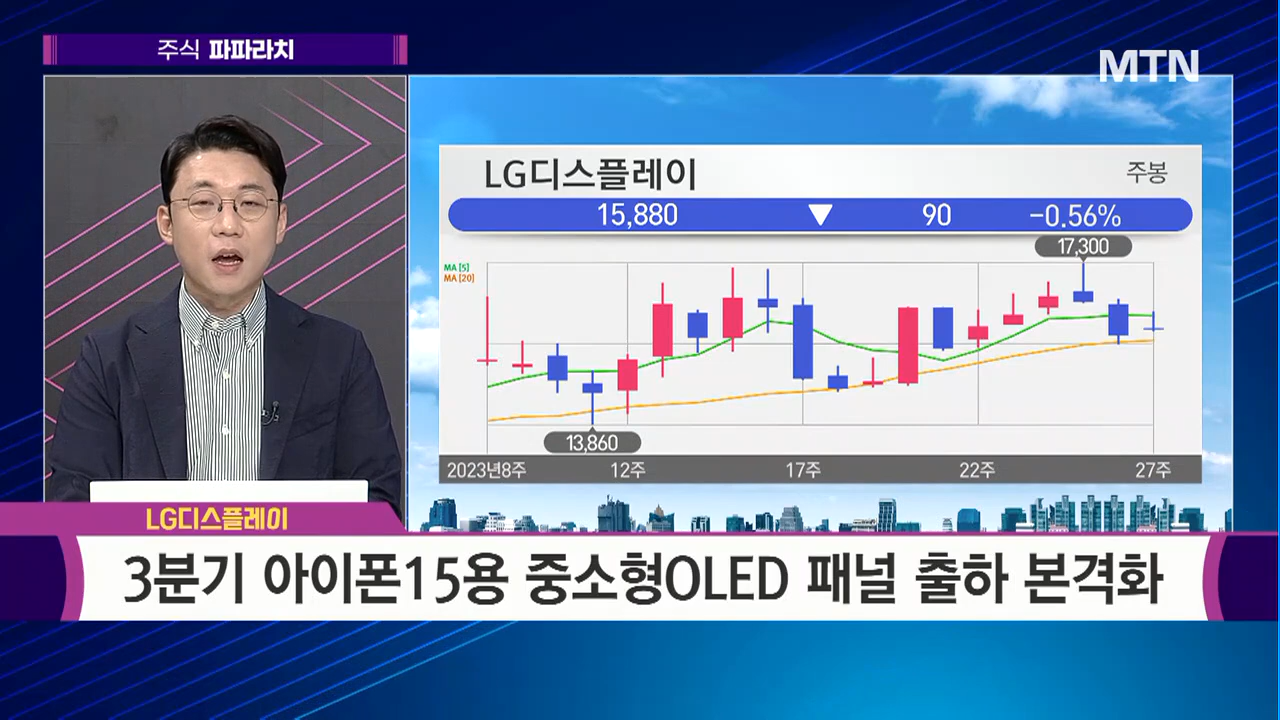 주식 파파라치
MTN
LG디스플레이
주봉
15,880 ▼ 90 -0.56%
17,300
MA [5]
MA [20]
13,860
2023년8주 12주 17주 22주 27주
LG디스플레이
3분기 아이폰15용 중소형OLED 패널 출하 본격화